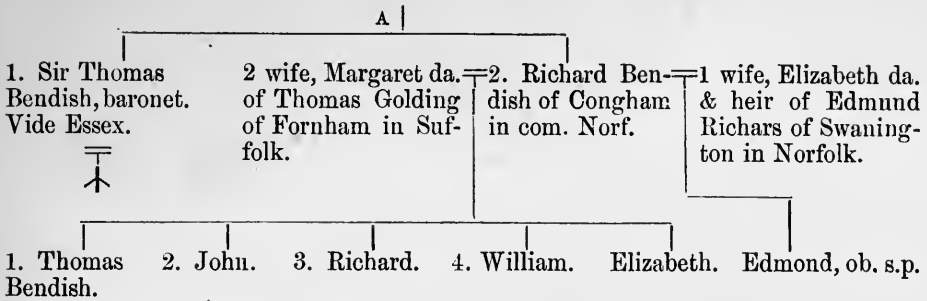 A
1. Sir Thomas
Bendish, baronet.
Vide Essex.
2 wife, Margaret da.
of Thomas Golding
of Fornham in Suf-
folk.
2. Richard Ben-
dish of Congham
in com. Norf.
1 wife, Elizabeth da.
& heir of Edmund
Richars of Swaning-
ton in Norfolk.
1. Thomas
Bendish.
2. John.
3. Richard.
4. William.
Elizabeth.
Edmond, ob. s.p.